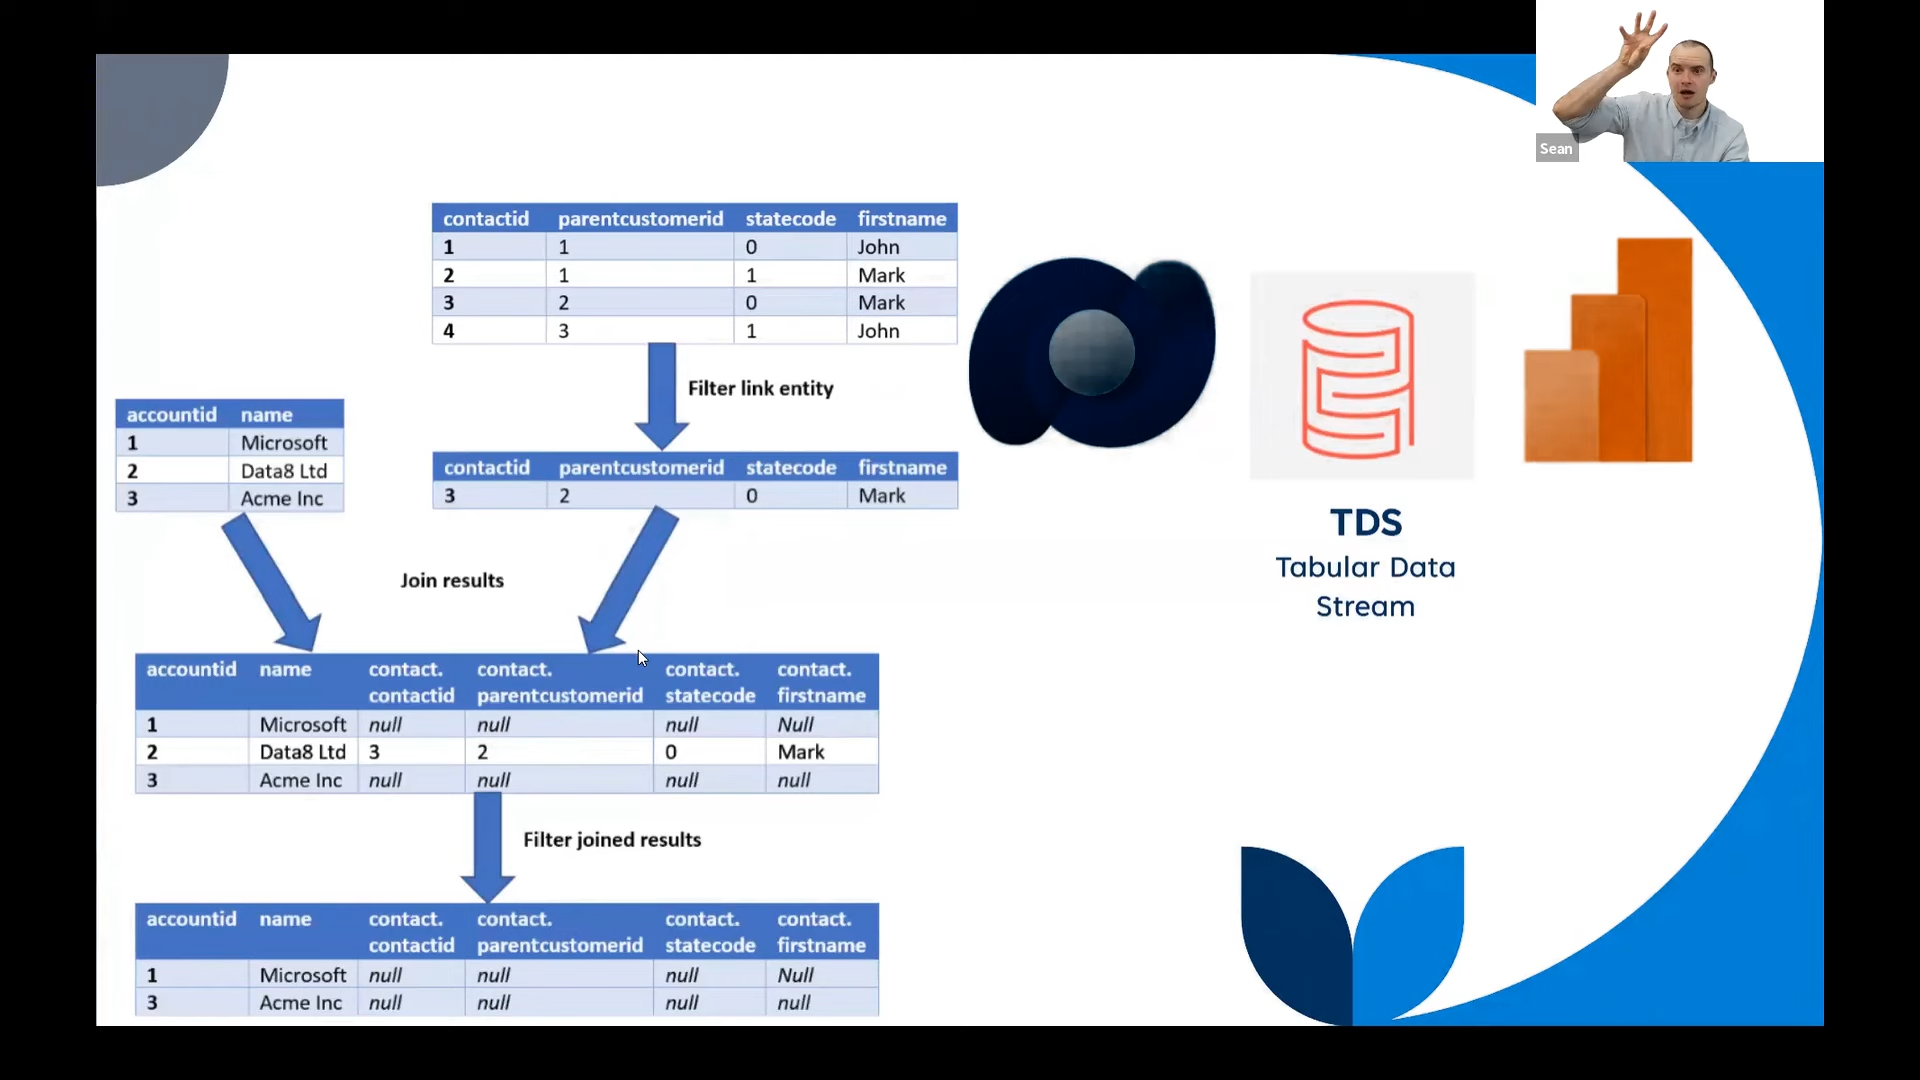 Sean
contactid parentcustomerid statecode firstname
1 1 0 John
2 1 1 Mark
3 2 0 Mark
4 3 1 John
Filter link entity
accountid name
1 Microsoft
2 Data8 Ltd
3 Acme Inc
contactid parentcustomerid statecode firstname
3 2 0 Mark
TDS
Tabular Data
Stream
Join results
accountid name contact. contact. contact. contact.
contactid parentcustomerid statecode firstname
1 Microsoft null null null Null
2 Data8 Ltd 3 2 0 Mark
3 Acme Inc null null null null
Filter joined results
accountid name contact. contact. contact. contact.
contactid parentcustomerid statecode firstname
1 Microsoft null null null Null
3 Acme Inc null null null null